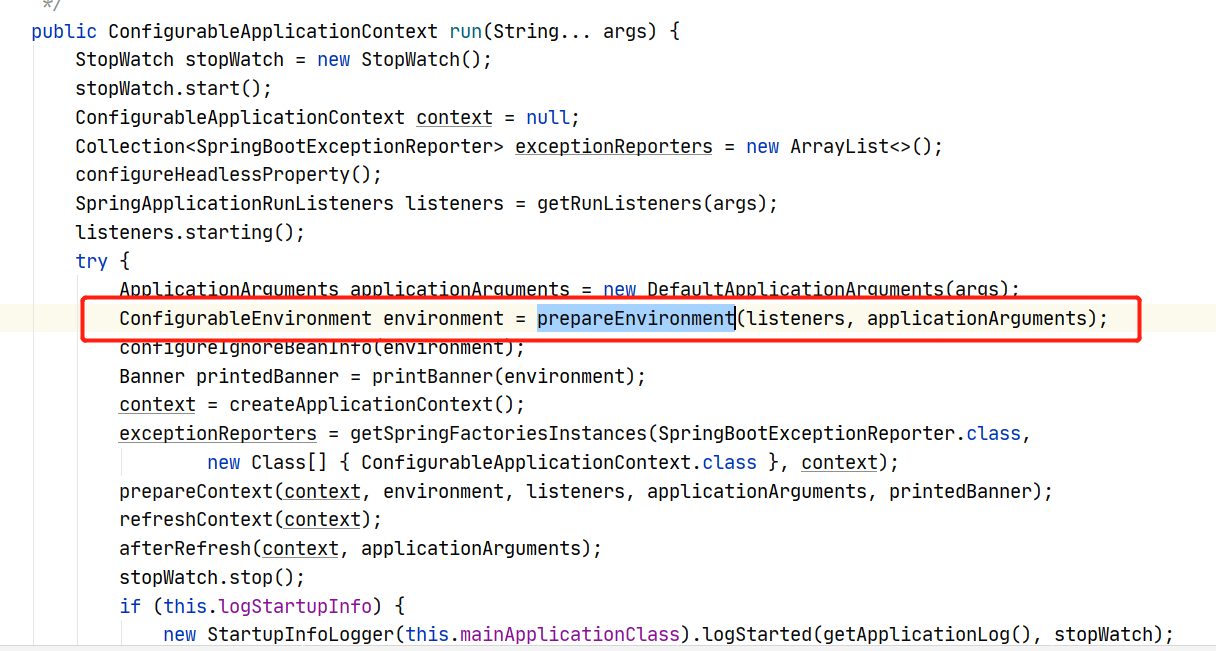 */
public ConfigurableApplicationContext run(String... args) {
StopWatch stopWatch = new StopWatch();
stopWatch.start();
ConfigurableApplicationContext context = null;
Collection<SpringBootExceptionReporter> exceptionReporters = new ArrayList<>();
configureHeadlessProperty();
SpringApplicationRunListeners listeners = getRunListeners(args);
listeners.starting();
try {
ApplicationArguments applicationArguments = new DefaultApplicationArguments(args);
ConfigurableEnvironment environment = prepareEnvironment(listeners, applicationArguments);
configureIgnoreBeanInfo(environment);
Banner printedBanner = printBanner(environment);
context = createApplicationContext();
exceptionReporters = getSpringFactoriesInstances(SpringBootExceptionReporter.class,
new Class[] { ConfigurableApplicationContext.class }, context);
prepareContext(context, environment, listeners, applicationArguments, printedBanner);
refreshContext(context);
afterRefresh(context, applicationArguments);
stopWatch.stop();
if (this.logStartupInfo) {
new StartupInfoLogger(this.mainApplicationClass).logStarted(getApplicationLog(), stopWatch);